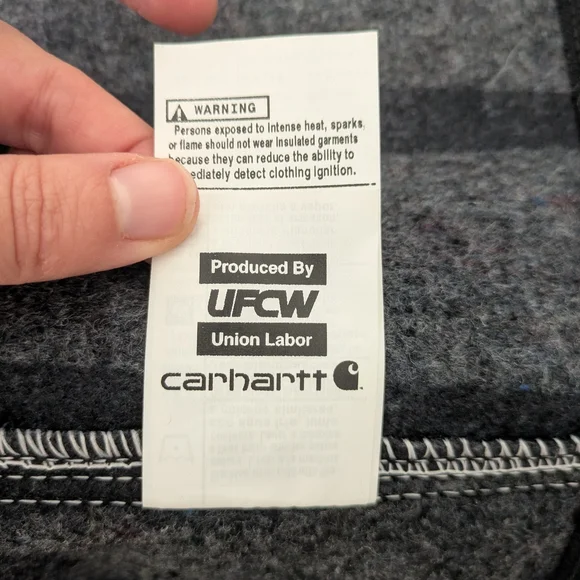 WARNING
Persons exposed to intense heat, sparks,
or flame should not wear insulated garments
because they can reduce the ability to
ediately detect clothing ignition.
Produced By
UFCW
Union Labor
carhartt